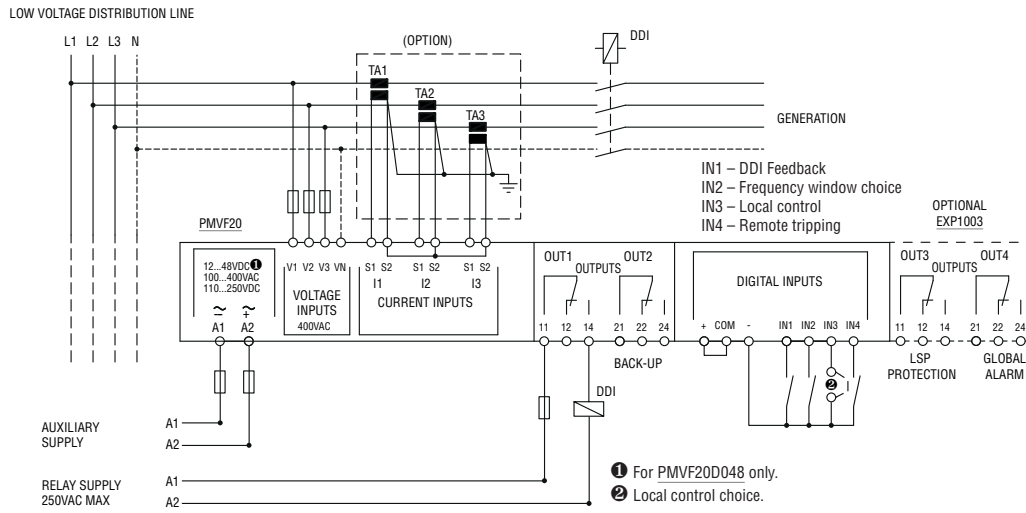 LOW VOLTAGE DISTRIBUTION LINE
L1 L2 L3 N
(OPTION)
DDI
TA1
TA2
TA3
GENERATION
IN1 – DDI Feedback
IN2 – Frequency window choice
IN3 – Local control
IN4 – Remote tripping
OPTIONAL
EXP1003
PMVF20
12...48VDC❶
100...400VAC
110...250VDC
~ ~
– +
A1 A2
V1 V2 V3 VN
VOLTAGE
INPUTS
400VAC
S1 S2 S1 S2 S1 S2
I1 I2 I3
CURRENT INPUTS
OUT1 OUT2
OUTPUTS
11 12 14 21 22 24
BACK-UP
DIGITAL INPUTS
+ COM - IN1 IN2 IN3 IN4
❷
OUT3 OUT4
OUTPUTS
11 12 14 21 22 24
LSP
PROTECTION
GLOBAL
ALARM
DDI
AUXILIARY
SUPPLY
A1
A2
RELAY SUPPLY
250VAC MAX
A1
A2
❶ For PMVF20D048 only.
❷ Local control choice.